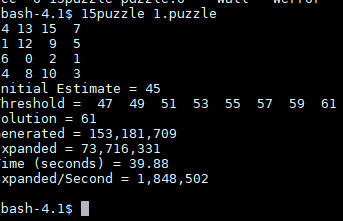 bash-4.1$ 15puzzle 1.puzzle
4 13 15 7
1 12 9 5
6 0 2 1
4 8 10 3
nitial Estimate = 45
hreshold = 47 49 51 53 55 57 59 61
olution = 61
enerated = 153,181,709
xpanded = 73,716,331
ime (seconds) = 39.88
xpanded/Second = 1,848,502
bash-4.1$